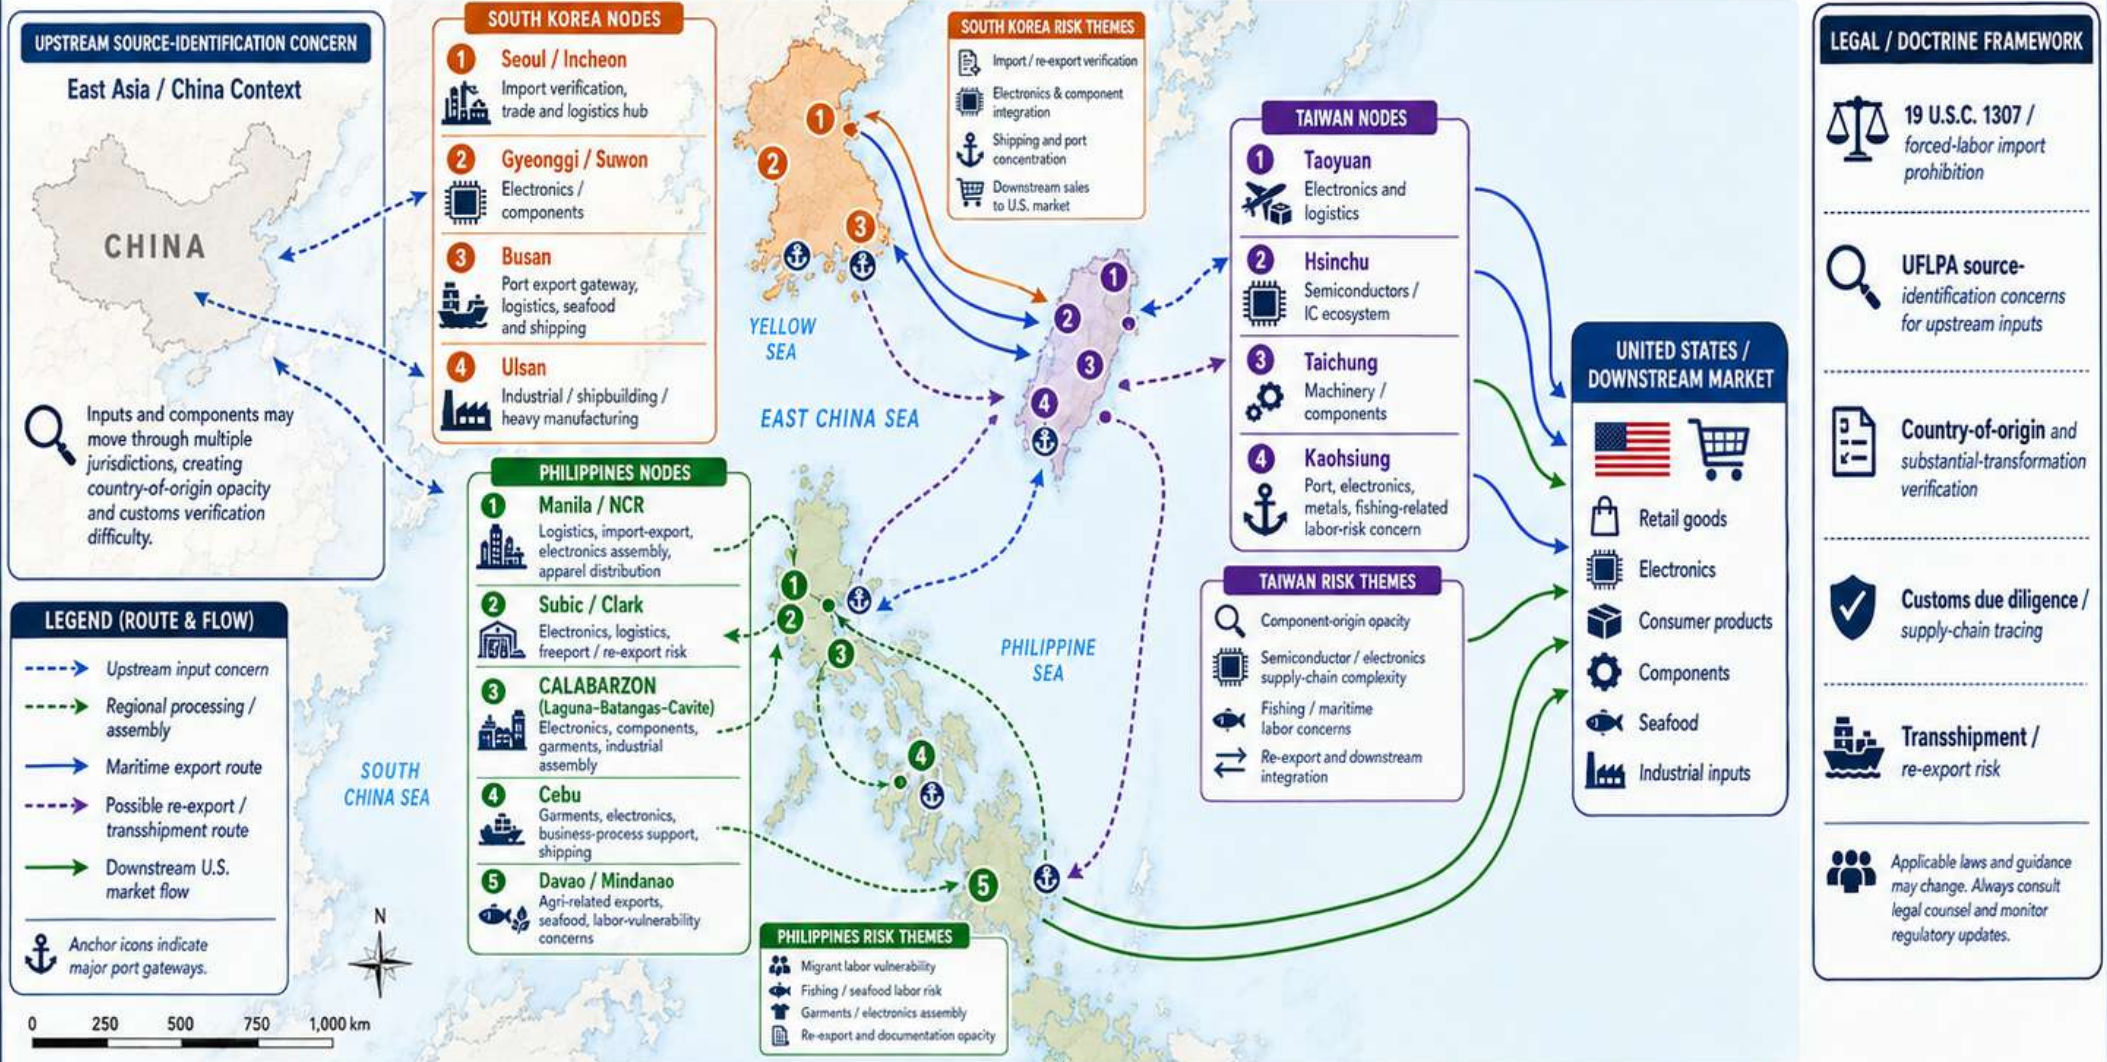 UPSTREAM SOURCE-IDENTIFICATION CONCERN
East Asia / China Context
CHINA
Inputs and components may
move through multiple
jurisdictions, creating
country-of-origin opacity
and customs verification
difficulty.
LEGEND (ROUTE & FLOW)
Upstream input concern
Regional processing /
assembly
Maritime export route
Possible re-export /
transshipment route
Downstream U.S.
market flow
Anchor icons indicate
major port gateways.
0 250 500 750 1,000 km
N
SOUTH KOREA NODES
1 Seoul / Incheon
Import verification,
trade and logistics hub
2 Gyeonggi / Suwon
Electronics /
components
3 Busan
Port export gateway,
logistics, seafood
and shipping
4 Ulsan
Industrial / shipbuilding /
heavy manufacturing
PHILIPPINES NODES
1 Manila / NCR
Logistics, import-export,
electronics assembly,
apparel distribution
2 Subic / Clark
Electronics, logistics,
freeport / re-export risk
3 CALABARZON
(Laguna-Batangas-Cavite)
Electronics, components,
garments, industrial
assembly
4 Cebu
Garments, electronics,
business-process support,
shipping
5 Davao / Mindanao
Agri-related exports,
seafood, labor-vulnerability
concerns
SOUTH
CHINA SEA
1
2
3
YELLOW
SEA
EAST CHINA SEA
1
2
3
4
PHILIPPINE
SEA
1
2
3
4
5
SOUTH KOREA RISK THEMES
Import / re-export verification
Electronics & component
integration
Shipping and port
concentration
Downstream sales
to U.S. market
PHILIPPINES RISK THEMES
Migrant labor vulnerability
Fishing / seafood labor risk
Garments / electronics assembly
Re-export and documentation opacity
TAIWAN NODES
1 Taoyuan
Electronics and
logistics
2 Hsinchu
Semiconductors /
IC ecosystem
3 Taichung
Machinery /
components
4 Kaohsiung
Port, electronics,
metals, fishing-related
labor-risk concern
TAIWAN RISK THEMES
Component-origin opacity
Semiconductor / electronics
supply-chain complexity
Fishing / maritime
labor concerns
Re-export and downstream
integration
UNITED STATES /
DOWNSTREAM MARKET
Retail goods
Electronics
Consumer products
Components
Seafood
Industrial inputs
LEGAL / DOCTRINE FRAMEWORK
19 U.S.C. 1307 /
forced-labor import
prohibition
UFLPA source-
identification concerns
for upstream inputs
Country-of-origin and
substantial-transformation
verification
Customs due diligence /
supply-chain tracing
Transshipment /
re-export risk
Applicable laws and guidance
may change. Always consult
legal counsel and monitor
regulatory updates.